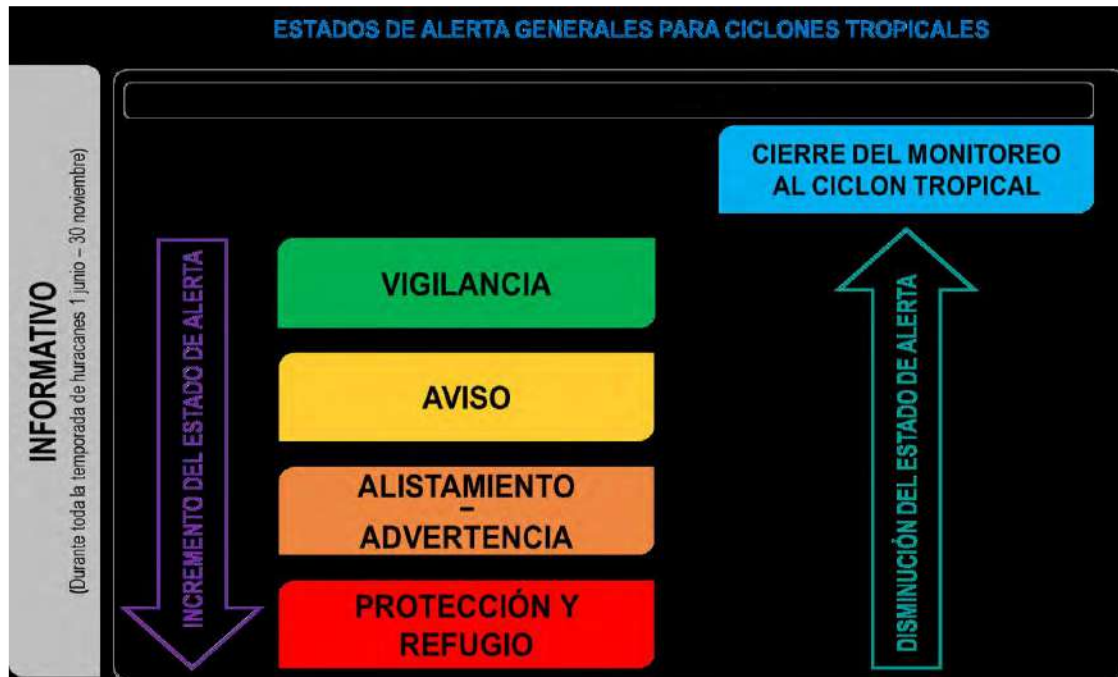 ESTADOS DE ALERTA GENERALES PARA CICLONES TROPICALES
INFORMATIVO
(Durante toda la temporada de huracanes 1 junio – 30 noviembre)
INCREMENTO DEL ESTADO DE ALERTA
VIGILANCIA
AVISO
ALISTAMIENTO
–
ADVERTENCIA
PROTECCIÓN Y
REFUGIO
CIERRE DEL MONITOREO
AL CICLON TROPICAL
DISMINUCIÓN DEL ESTADO DE ALERTA